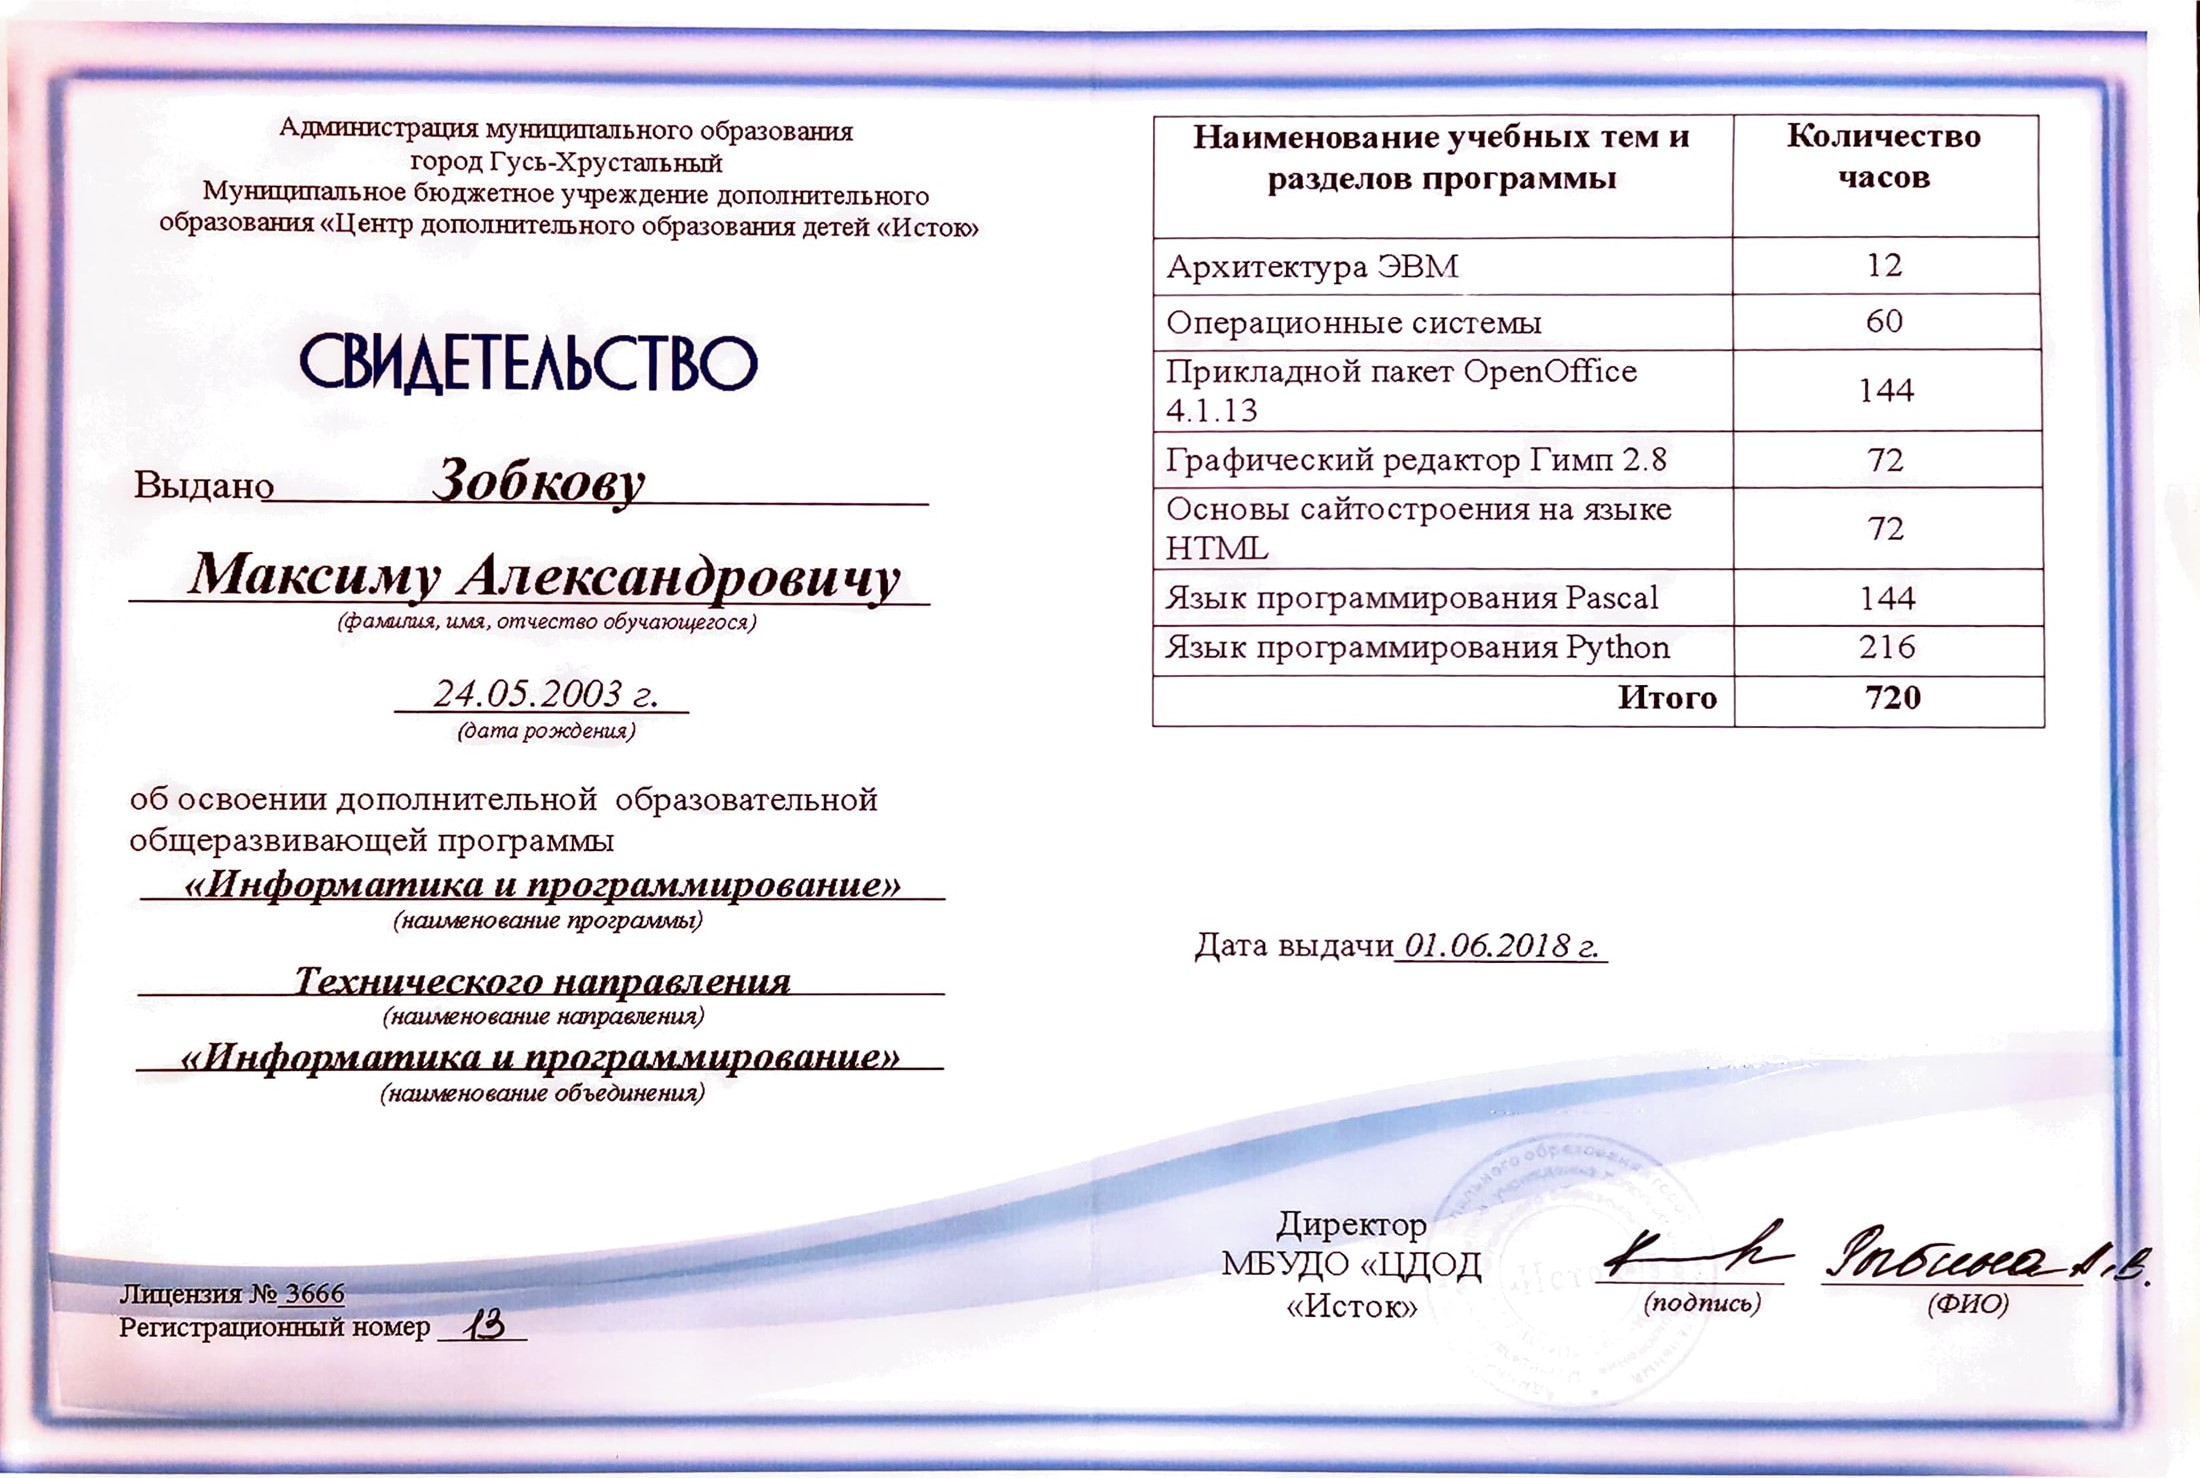 Администрация муниципального образования
город Гусь-Хрустальный
Муниципальное бюджетное учреждение дополнительного
образования «Центр дополнительного образования детей «Исток»
СВИДЕТЕЛЬСТВО
Выдано Зобкову
Максиму Александровичу
(фамилия, имя, отчество обучающегося)
24.05.2003 г.
(дата рождения)
об освоении дополнительной образовательной
общеразвивающей программы
«Информатика и программирование»
(наименование программы)
Технического направления
(наименование направления)
«Информатика и программирование»
(наименование объединения)
Лицензия № 3666
Регистрационный номер 13
Наименование учебных тем и Количество
разделов программы часов
Архитектура ЭВМ 12
Операционные системы 60
Прикладной пакет OpenOffice
4.1.13 144
Графический редактор Гимп 2.8 72
Основы сайтостроения на языке
HTML 72
Язык программирования Pascal 144
Язык программирования Python 216
Итого 720
Дата выдачи 01.06.2018 г.
Директор
МБУДО «ЦДОД
«Исток»
(подпись)
Рыбина А.В.
(ФИО)